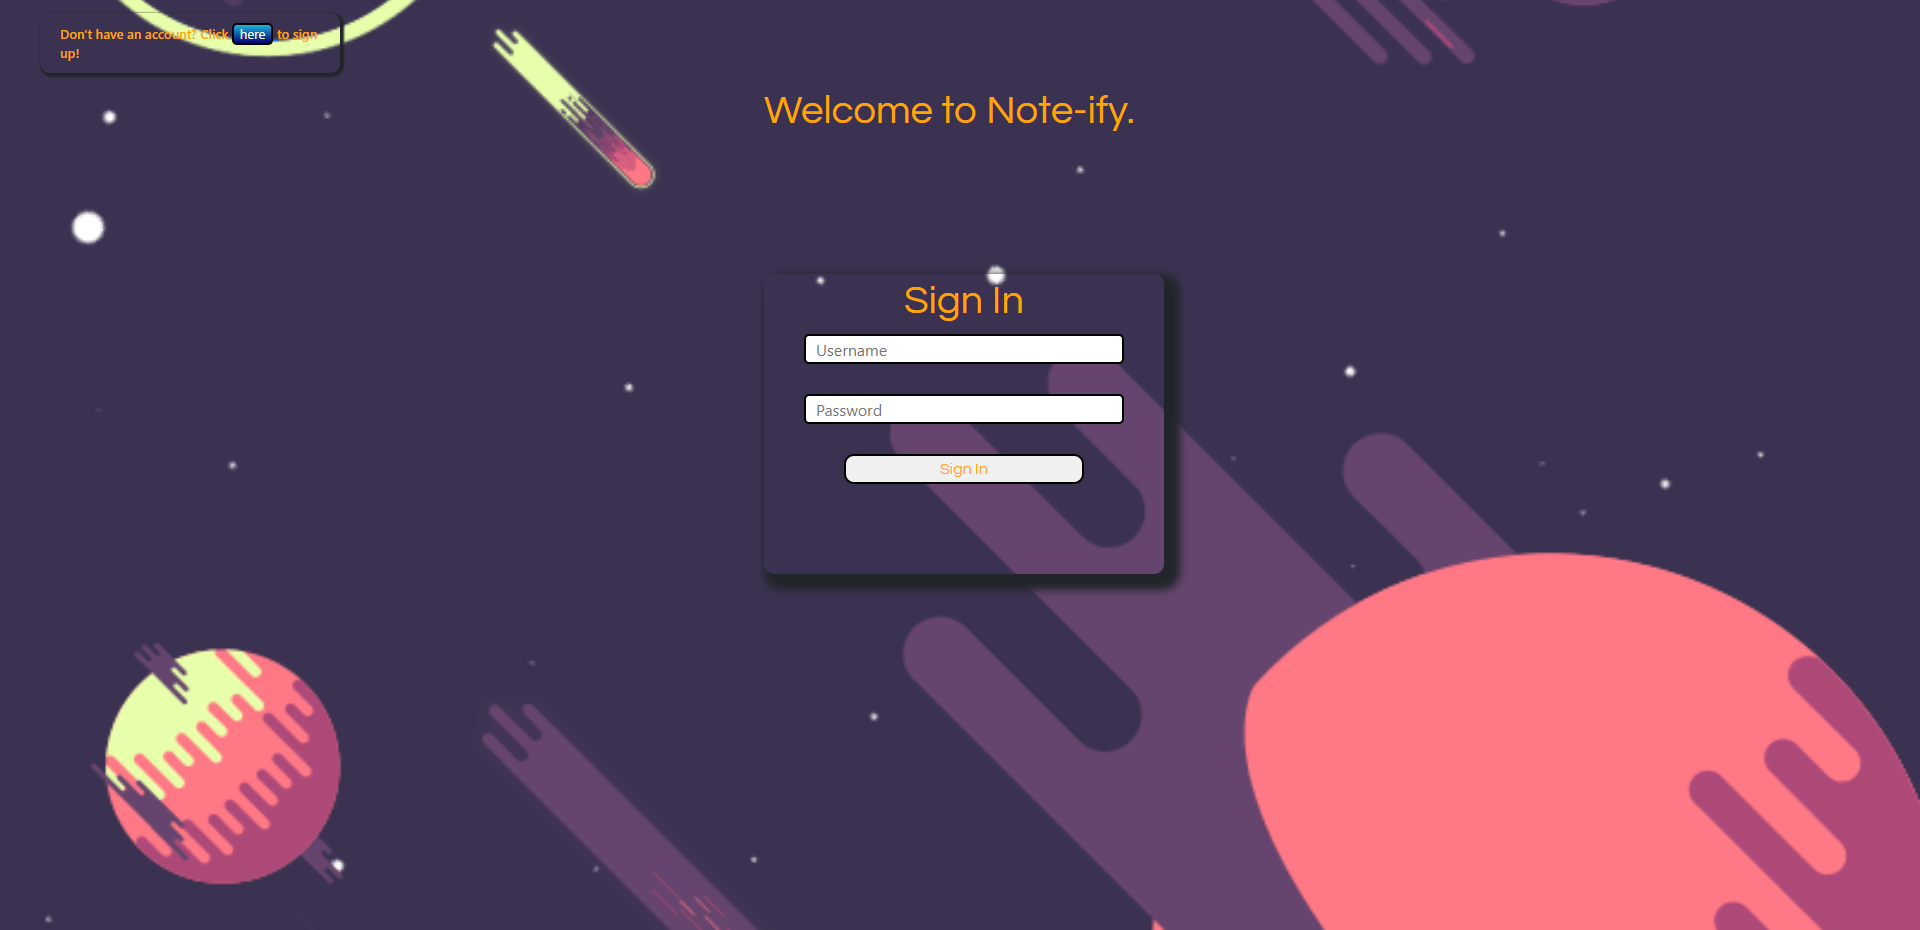 Don't have an account? Click here to sign
up!
Welcome to Note-ify.
Sign In
Username
Password
Sign In